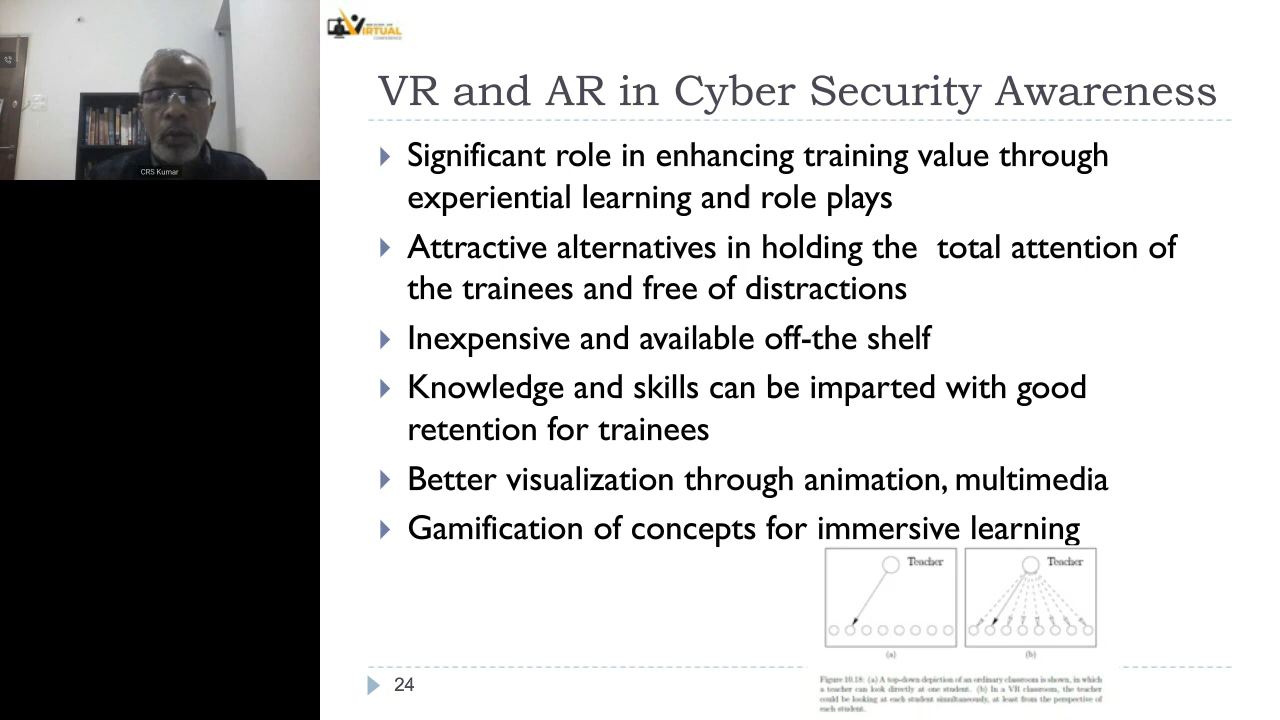 VIRTUAL
CONFERENCE
VR and AR in Cyber Security Awareness
Significant role in enhancing training value through
experiential learning and role plays
Attractive alternatives in holding the total attention of
the trainees and free of distractions
Inexpensive and available off-the shelf
Knowledge and skills can be imparted with good
retention for trainees
Better visualization through animation, multimedia
Gamification of concepts for immersive learning
Teacher
Teacher
(a)
(b)
Figure 10.18: (a) A top-down depiction of an ordinary classroom is shown, in which
a teacher can look directly at one student. (b) In a VR classroom, the teacher
could be looking at each student simultaneously, at least from the perspective of
each student.
24
CRS Kumar